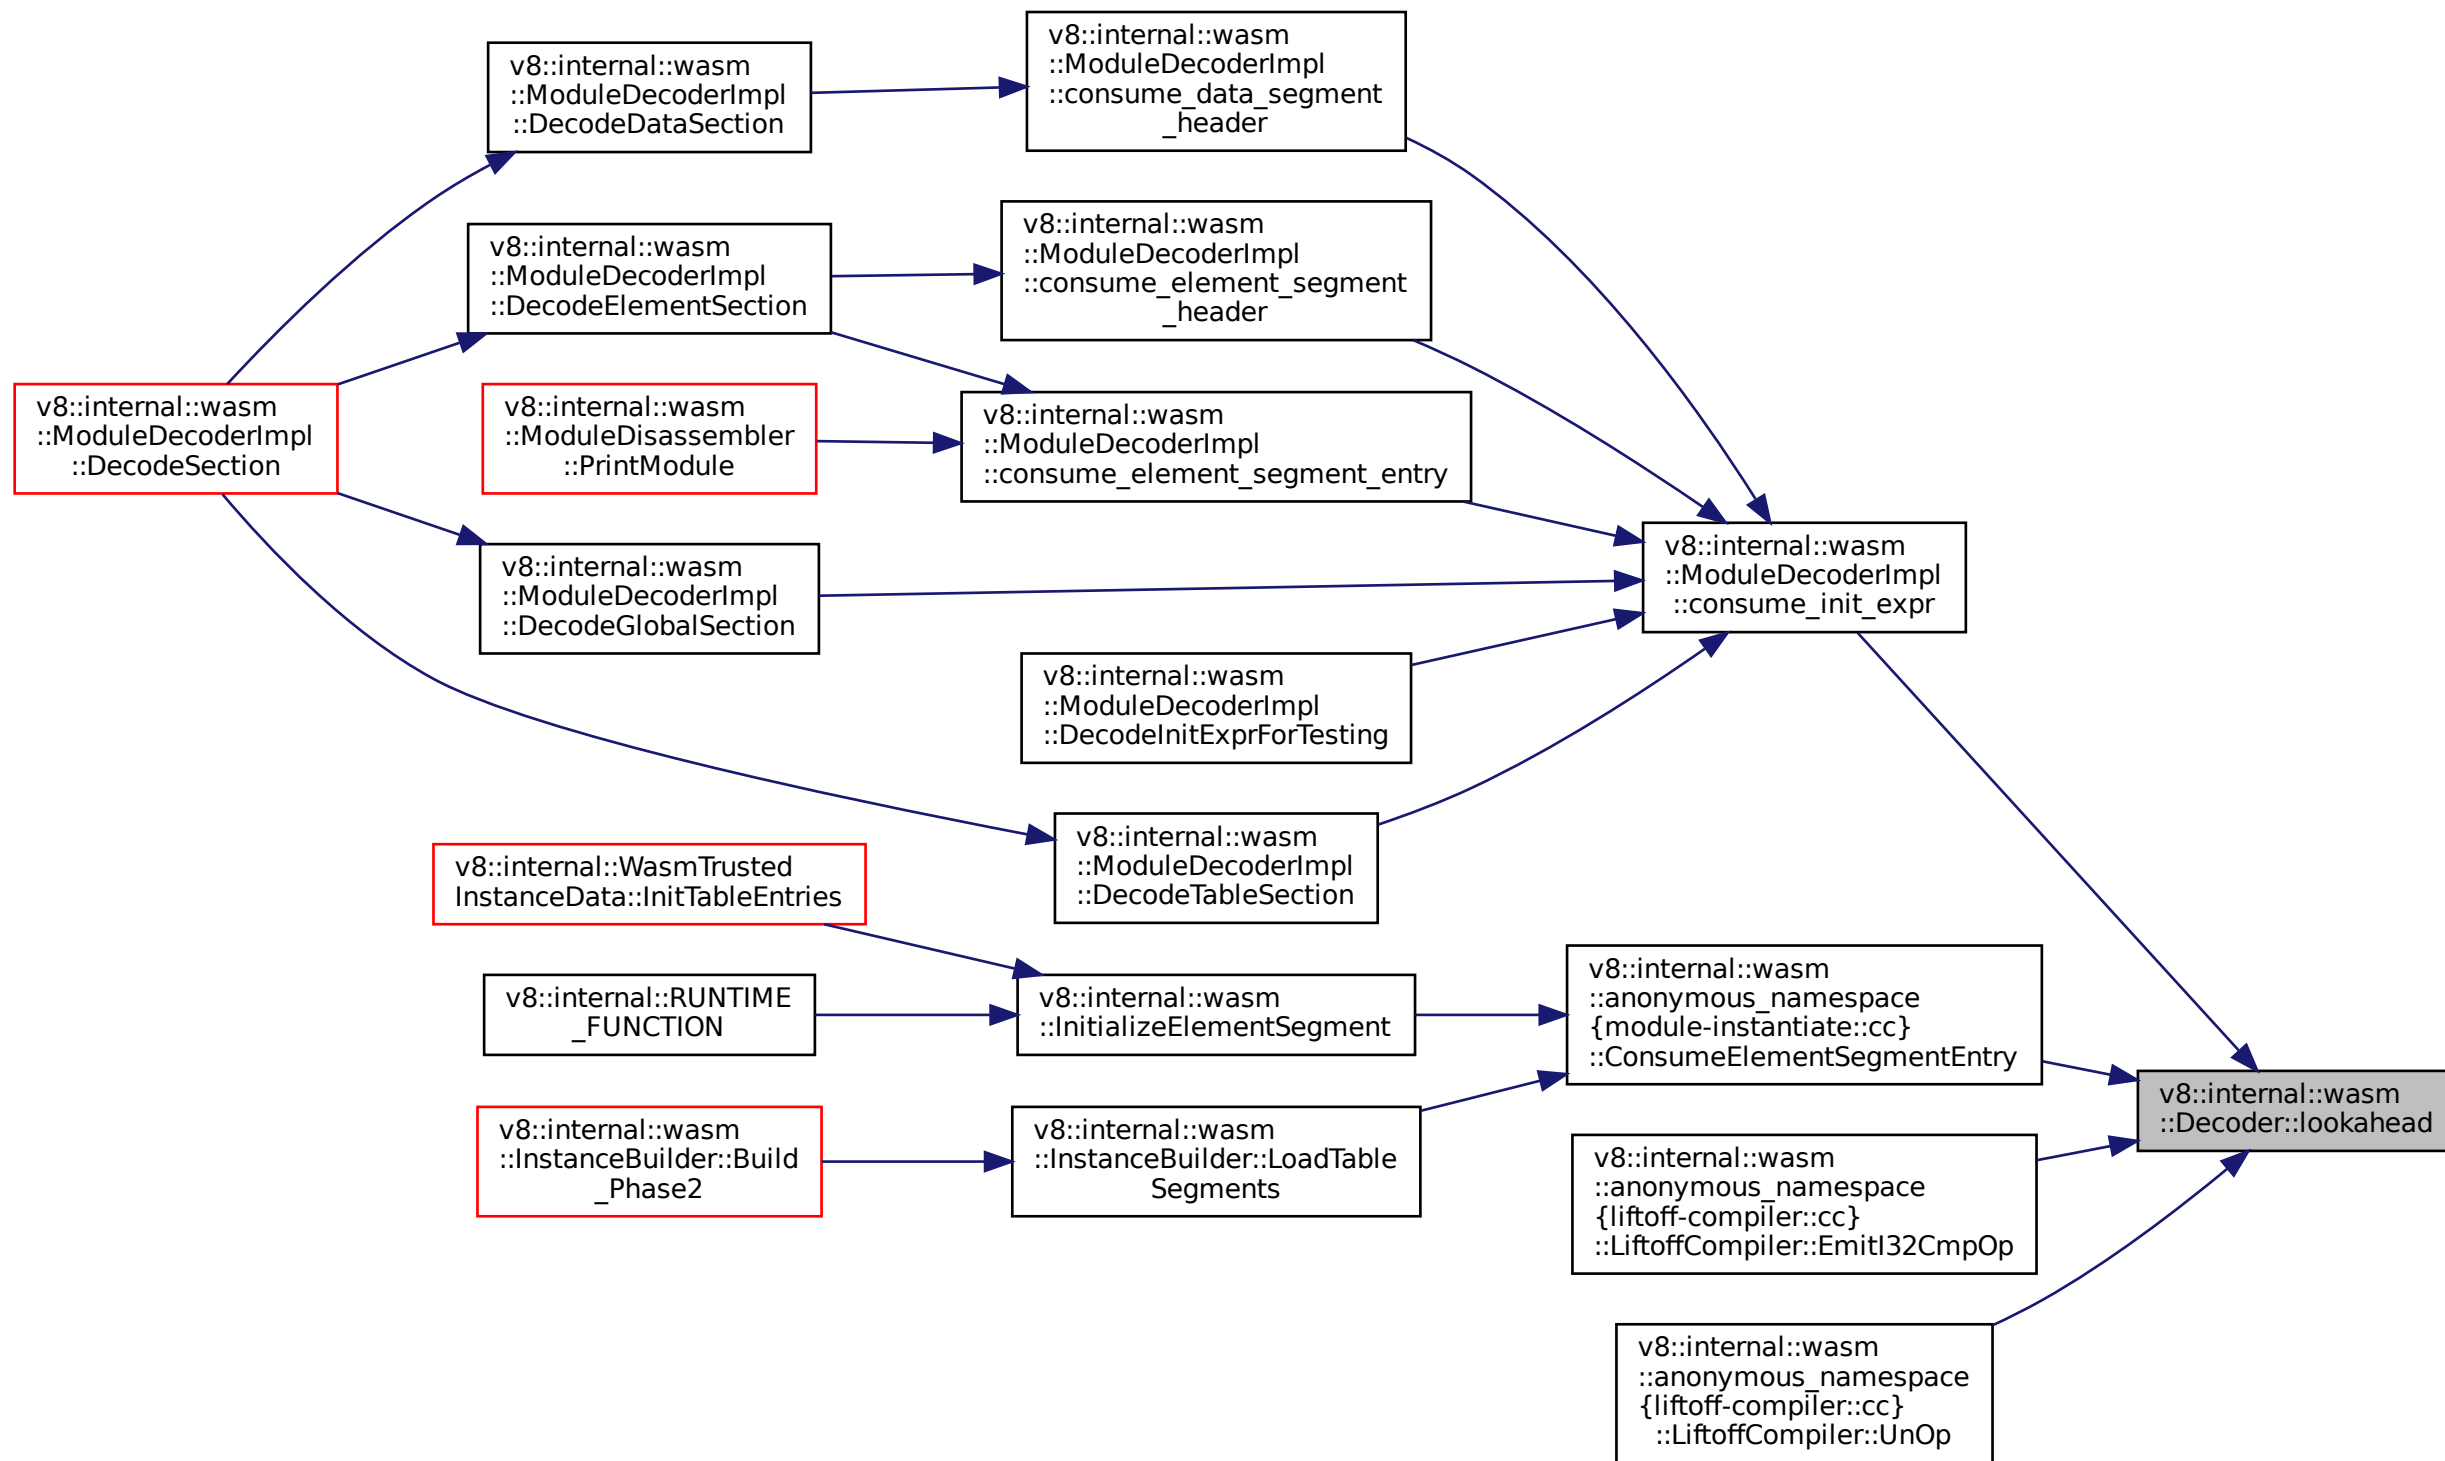 v8::internal::wasm
::ModuleDecoderImpl
::consume_data_segment
_header
v8::internal::wasm
::ModuleDecoderImpl
::DecodeDataSection
v8::internal::wasm
::ModuleDecoderImpl
::consume_element_segment
_header
v8::internal::wasm
::ModuleDecoderImpl
::DecodeElementSection
v8::internal::wasm
::ModuleDecoderImpl
::DecodeSection
v8::internal::wasm
::ModuleDisassembler
::PrintModule
v8::internal::wasm
::ModuleDecoderImpl
::consume_element_segment_entry
v8::internal::wasm
::ModuleDecoderImpl
::consume_init_expr
v8::internal::wasm
::ModuleDecoderImpl
::DecodeGlobalSection
v8::internal::wasm
::ModuleDecoderImpl
::DecodeInitExprForTesting
v8::internal::wasm
::ModuleDecoderImpl
::DecodeTableSection
v8::internal::WasmTrusted
InstanceData::InitTableEntries
v8::internal::RUNTIME
_FUNCTION
v8::internal::wasm
::InitializeElementSegment
v8::internal::wasm
::anonymous_namespace
{module-instantiate::cc}
::ConsumeElementSegmentEntry
v8::internal::wasm
::Decoder::lookahead
v8::internal::wasm
::InstanceBuilder::Build
_Phase2
v8::internal::wasm
::InstanceBuilder::LoadTable
Segments
v8::internal::wasm
::anonymous_namespace
{liftoff-compiler::cc}
::LiftoffCompiler::EmitI32CmpOp
v8::internal::wasm
::anonymous_namespace
{liftoff-compiler::cc}
::LiftoffCompiler::UnOp